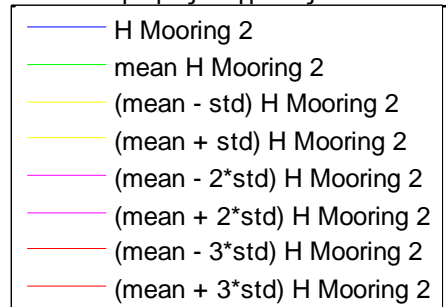 H Mooring 2
mean H Mooring 2
(mean - std) H Mooring 2
(mean + std) H Mooring 2
(mean - 2*std) H Mooring 2
(mean + 2*std) H Mooring 2
(mean - 3*std) H Mooring 2
(mean + 3*std) H Mooring 2